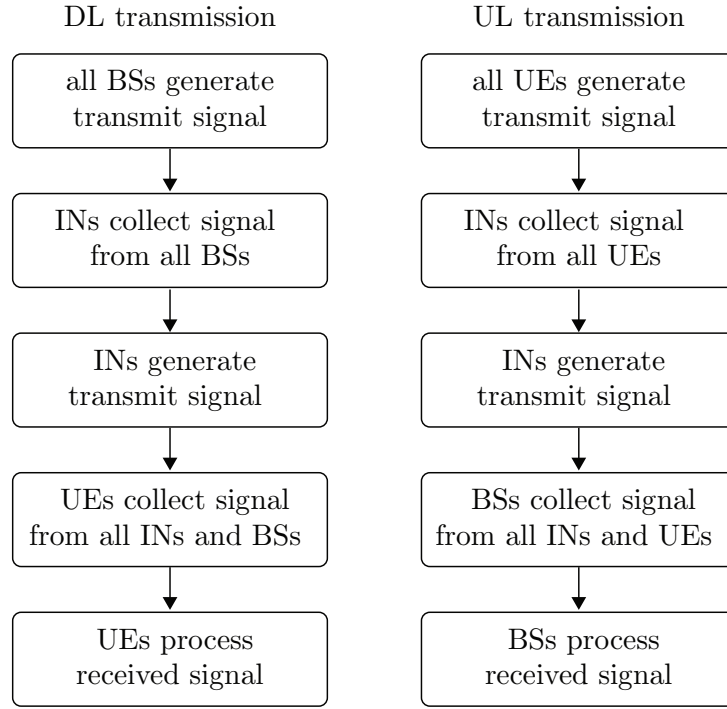 DL transmission
all BSs generate
transmit signal
INs collect signal
from all BSs
INs generate
transmit signal
UEs collect signal
from all INs and BSs
UEs process
received signal
UL transmission
all UEs generate
transmit signal
INs collect signal
from all UEs
INs generate
transmit signal
BSs collect signal
from all INs and UEs
BSs process
received signal